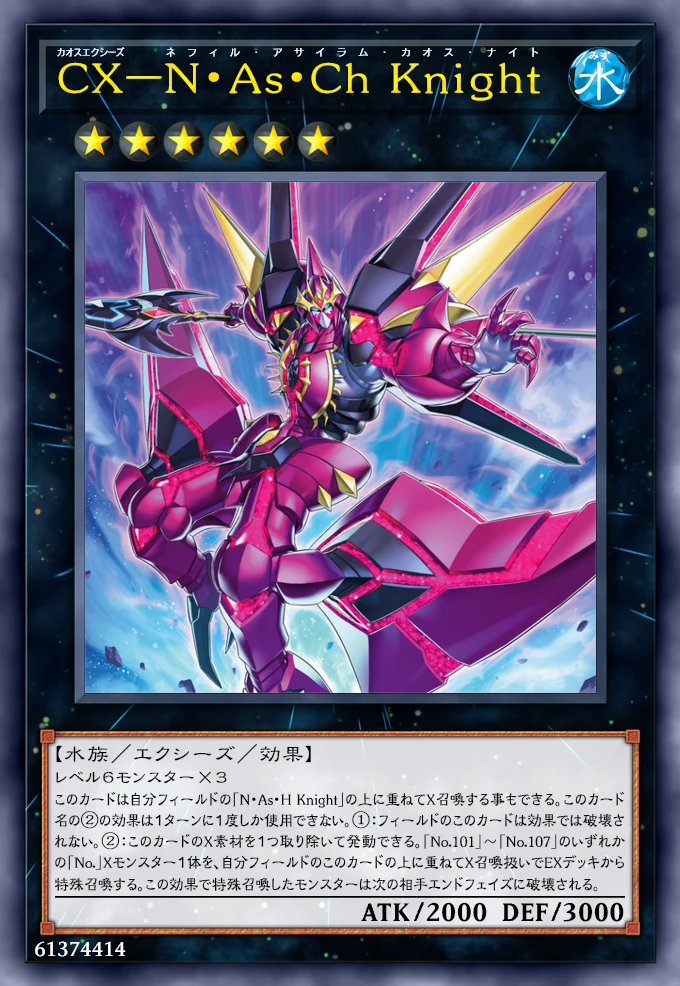 カオスエクシーズ ネフィル・アサイラム・カオス・ナイト
CX－N・As・Ch Knight
みず
水
【水族／エクシーズ／効果】
レベル6モンスター×3
このカードは自分フィールドの「N・As・H Knight」の上に重ねてX召喚する事もできる。このカード
名の②の効果は1ターンに1度しか使用できない。①：フィールドのこのカードは効果では破壊さ
れない。②：このカードのX素材を1つ取り除いて発動できる。「No.101」～「No.107」のいずれか
の「No.」Xモンスター1体を、自分フィールドのこのカードの上に重ねてX召喚扱いでEXデッキから
特殊召喚する。この効果で特殊召喚したモンスターは次の相手エンドフェイズに破壊される。
ATK/2000 DEF/3000
61374414